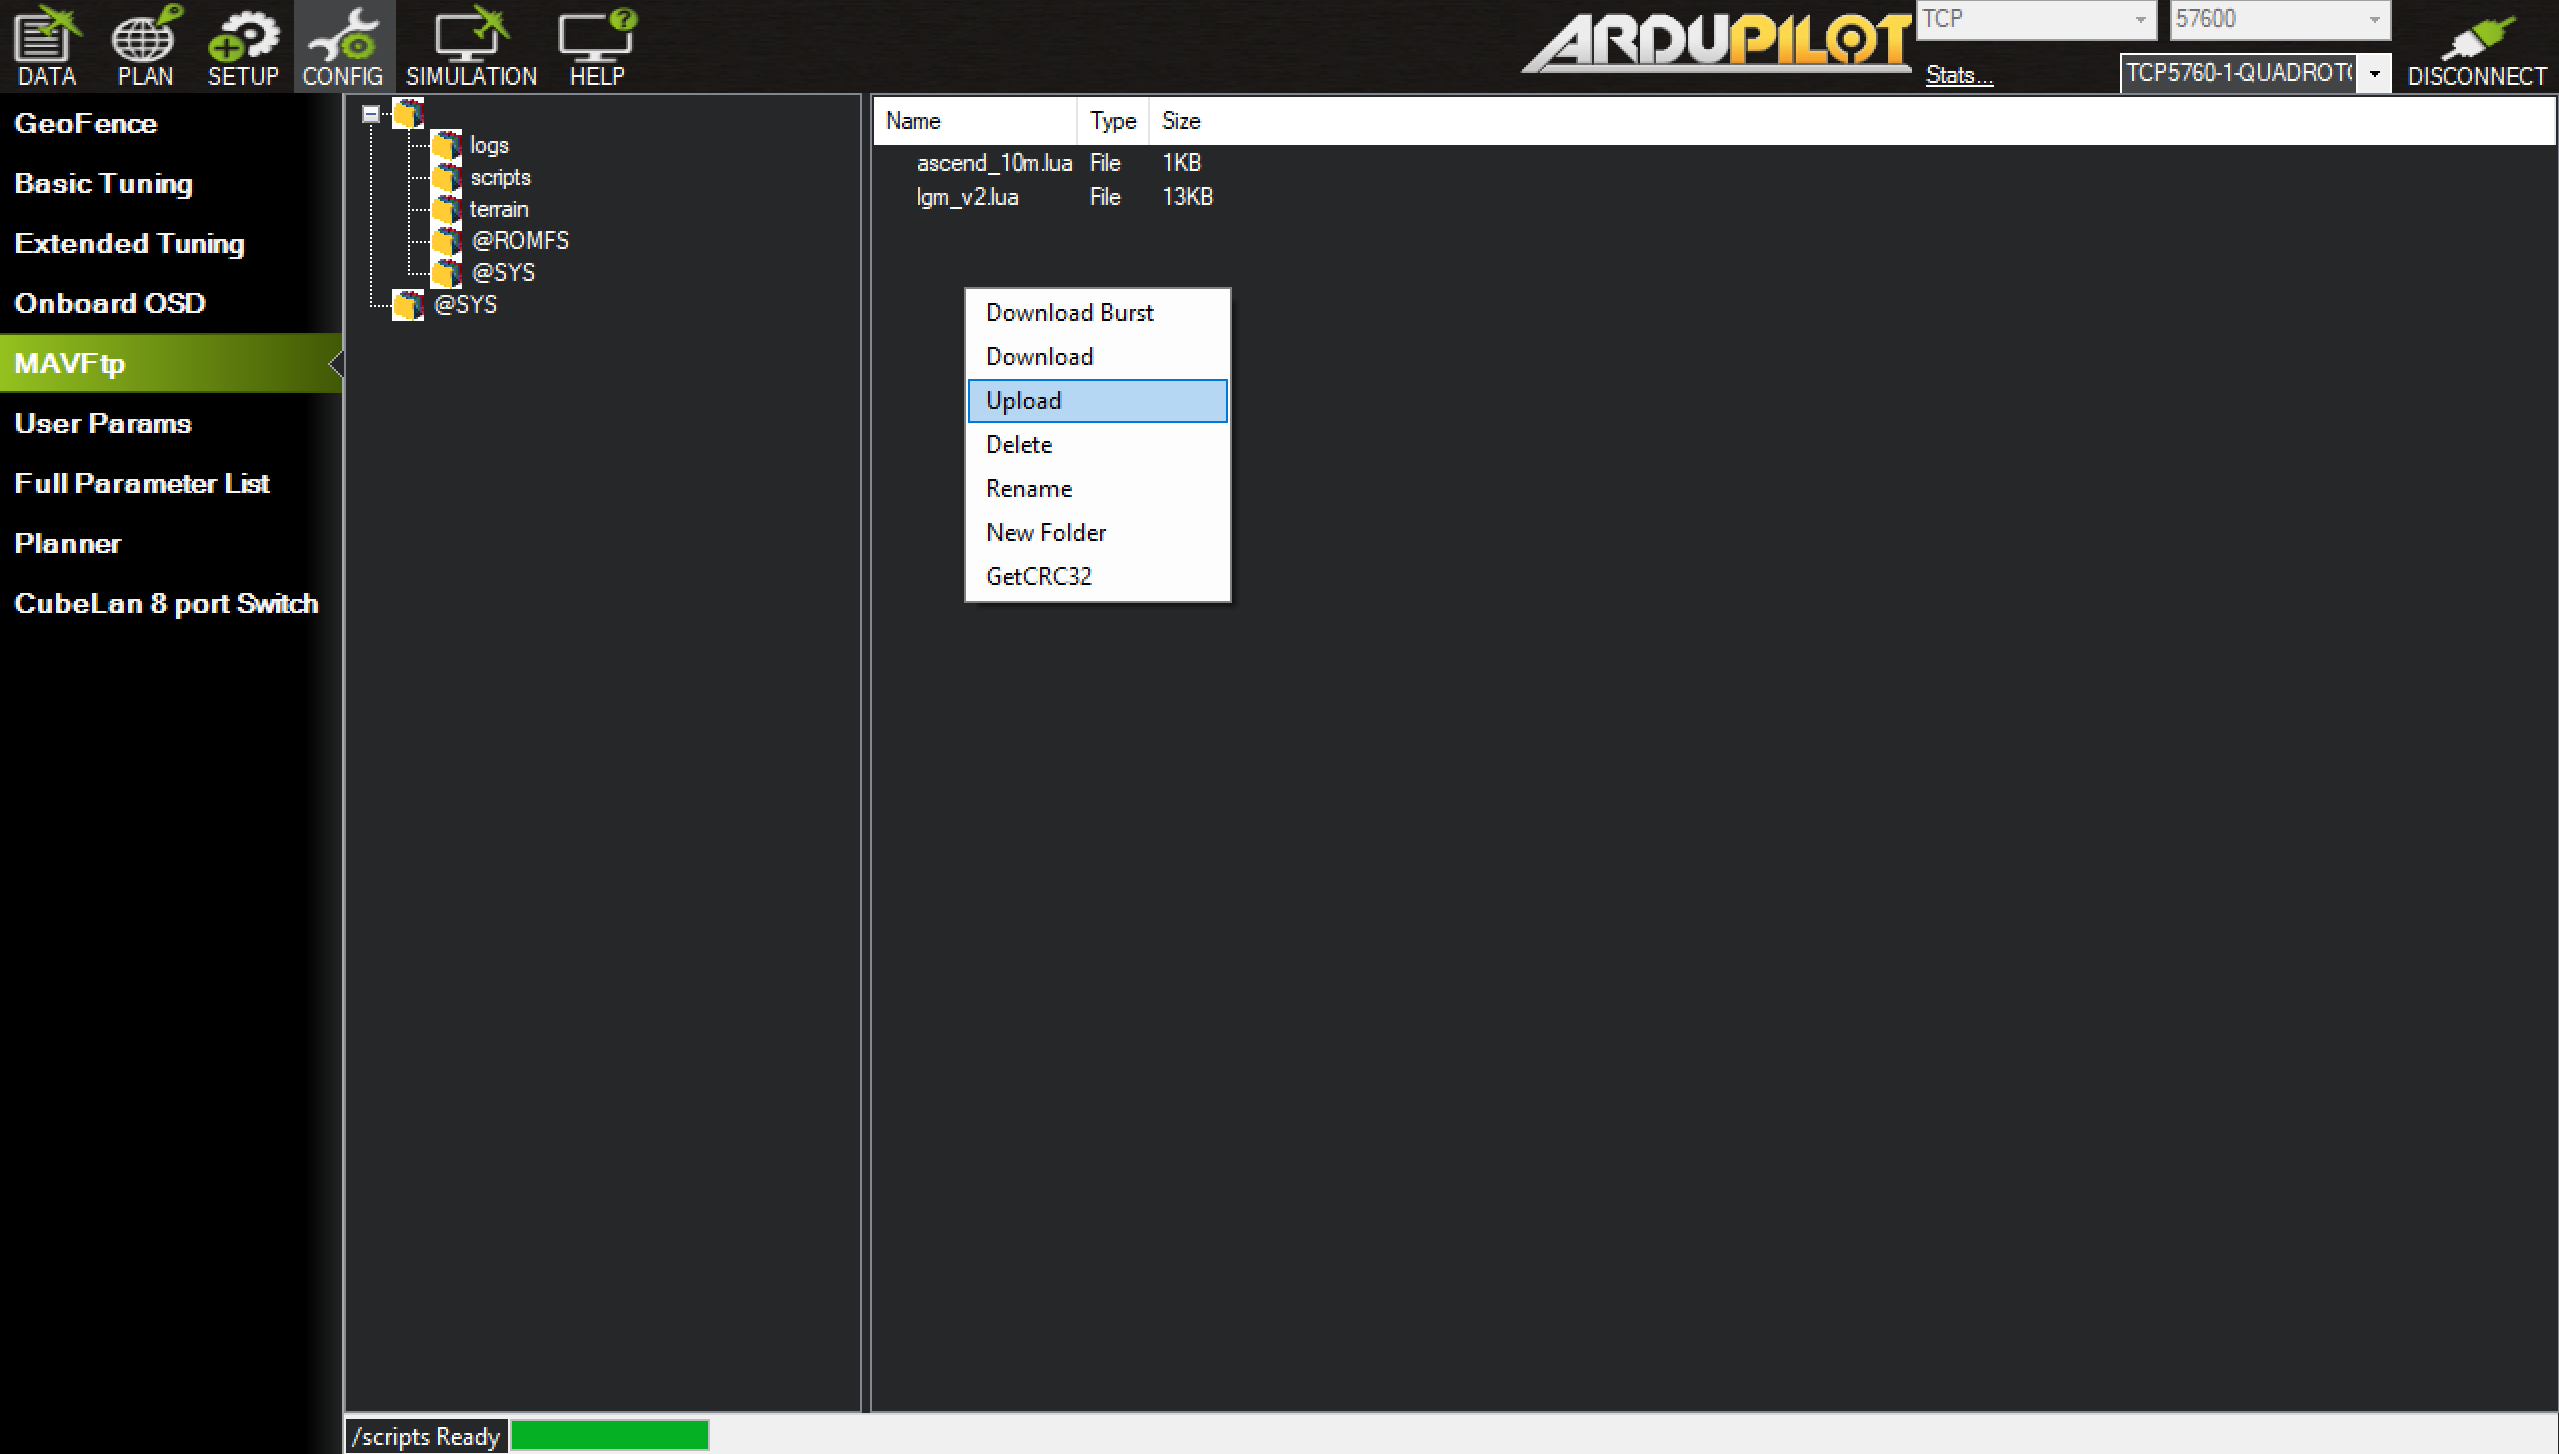 DATA
PLAN
SETUP
CONFIG
SIMULATION
HELP
ARDUPILOT
TCP
57600
Stats...
TCP5760-1-QUADROTO
DISCONNECT
GeoFence
Basic Tuning
Extended Tuning
Onboard OSD
MAVFtp
User Params
Full Parameter List
Planner
CubeLan 8 port Switch
logs
scripts
terrain
@ROMFS
@SYS
@SYS
Name Type Size
ascend_10m.lua File 1KB
lgm_v2.lua File 13KB
Download Burst
Download
Upload
Delete
Rename
New Folder
GetCRC32
/scripts Ready